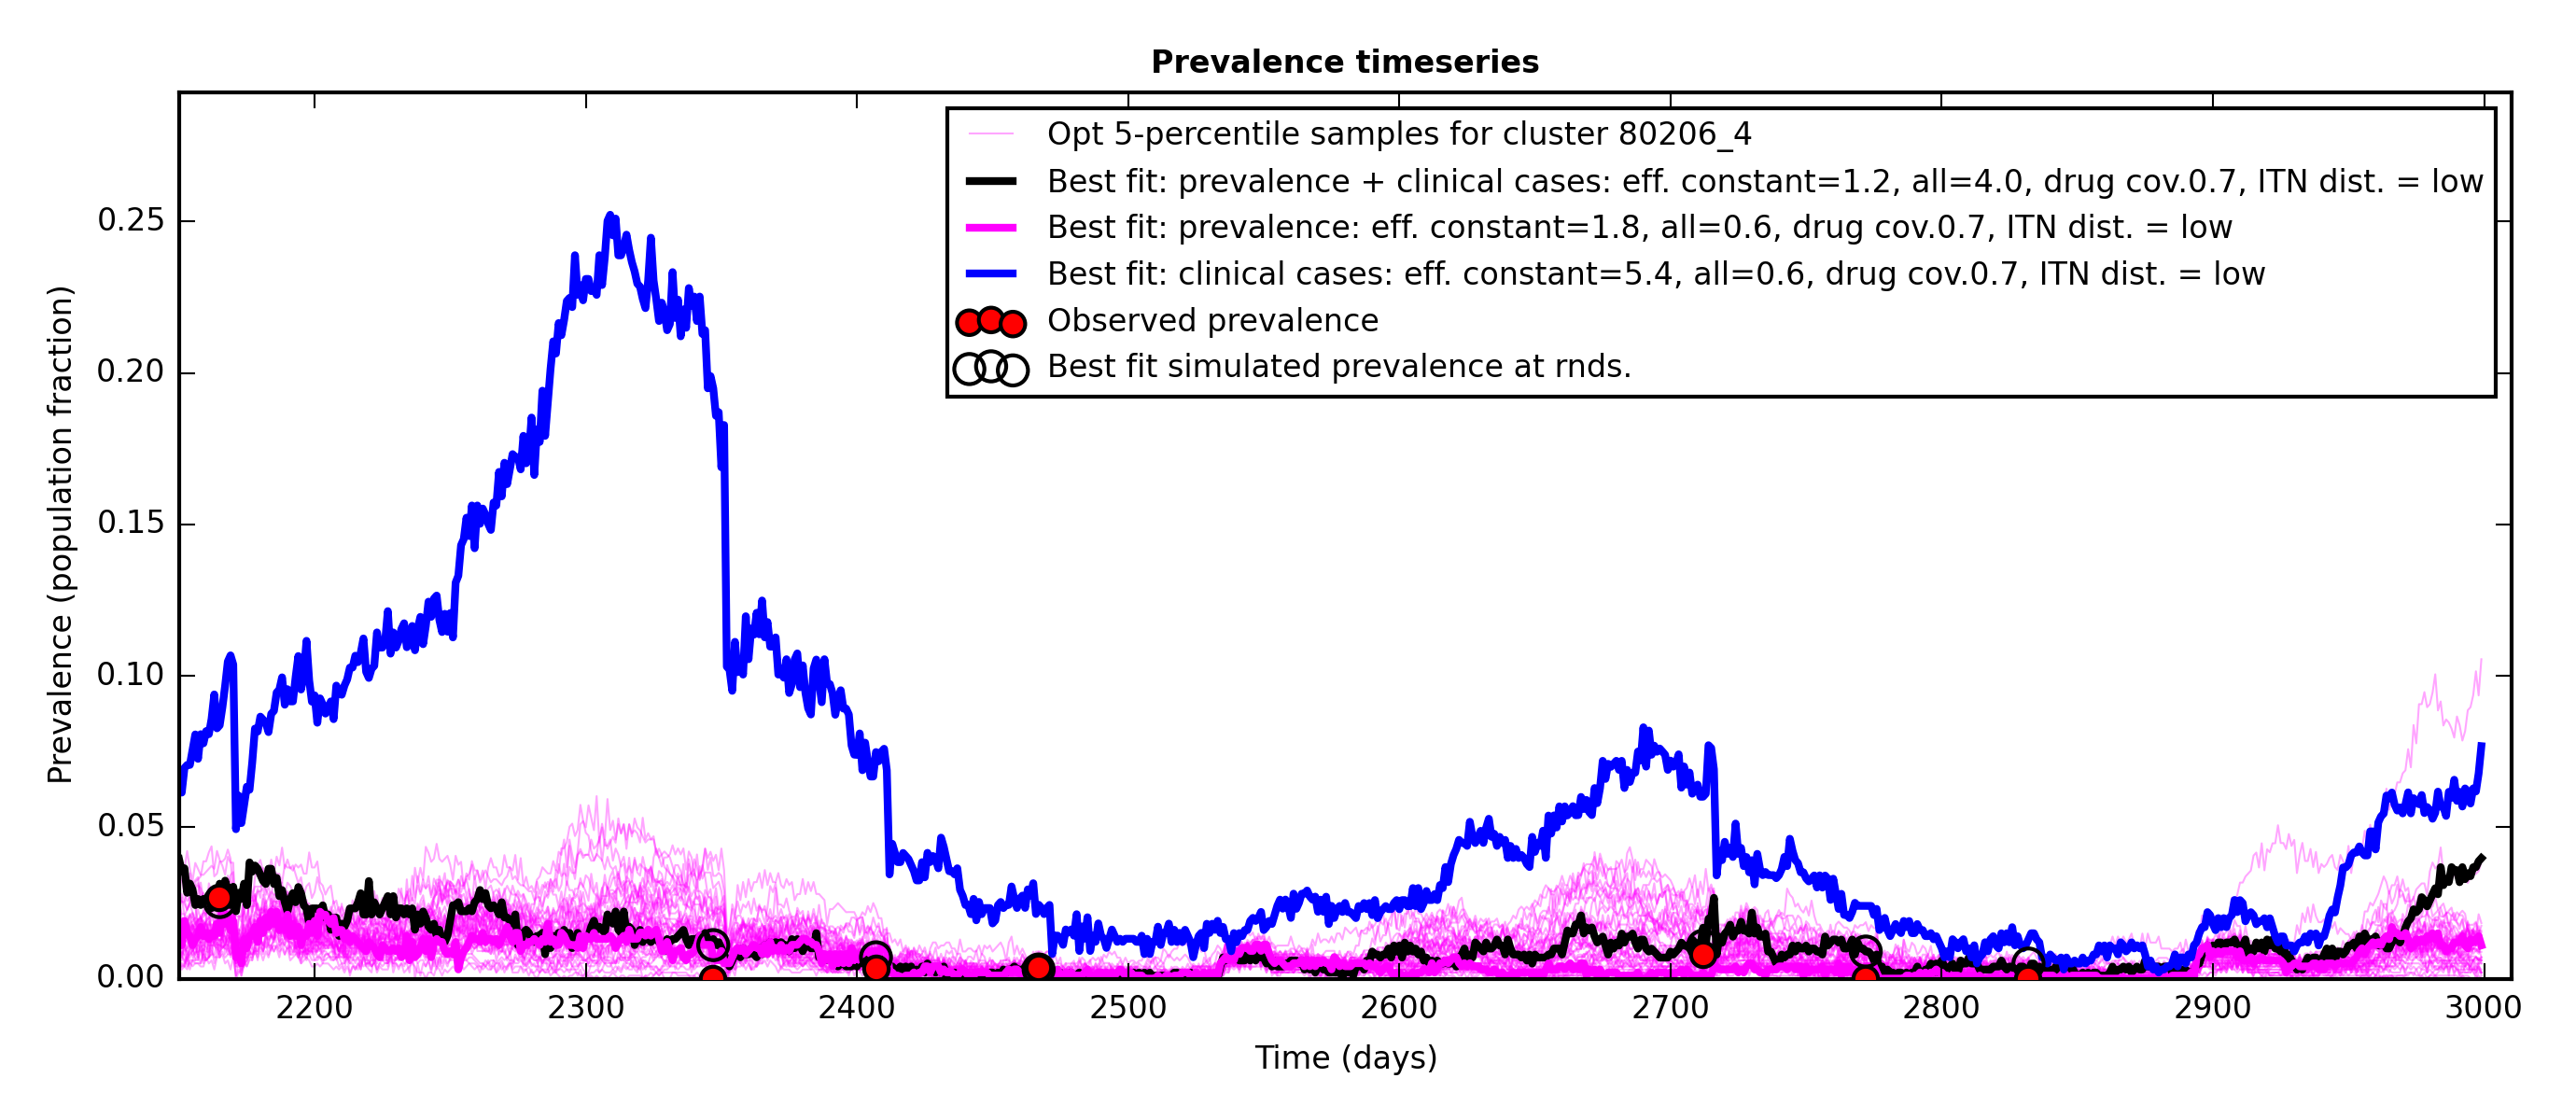 Prevalence timeseries
Opt 5-percentile samples for cluster 80206_4
Best fit: prevalence + clinical cases: eff. constant=1.2, all=4.0, drug cov.0.7, ITN dist. = low
Best fit: prevalence: eff. constant=1.8, all=0.6, drug cov.0.7, ITN dist. = low
Best fit: clinical cases: eff. constant=5.4, all=0.6, drug cov.0.7, ITN dist. = low
Observed prevalence
Best fit simulated prevalence at rnds.
Prevalence (population fraction)
0.25
0.20
0.15
0.10
0.05
0.00
2200 2300 2400 2500 2600 2700 2800 2900 3000
Time (days)